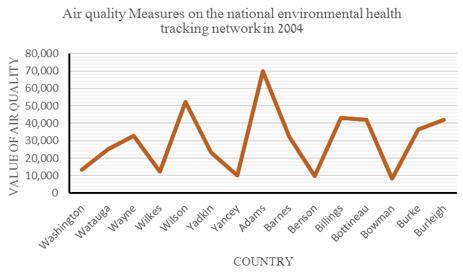 Air quality Measures on the national environmental health
tracking network in 2004
VALUE OF AIR QUALITY
80,000
70,000
60,000
50,000
40,000
30,000
20,000
10,000
0
Washington
Watauga
Wayne
Wilkes
Wilson
Yadkin
Yancey
Adams
Barnes
Benson
Billings
Bottineau
Bowman
Burke
Burleigh
COUNTRY